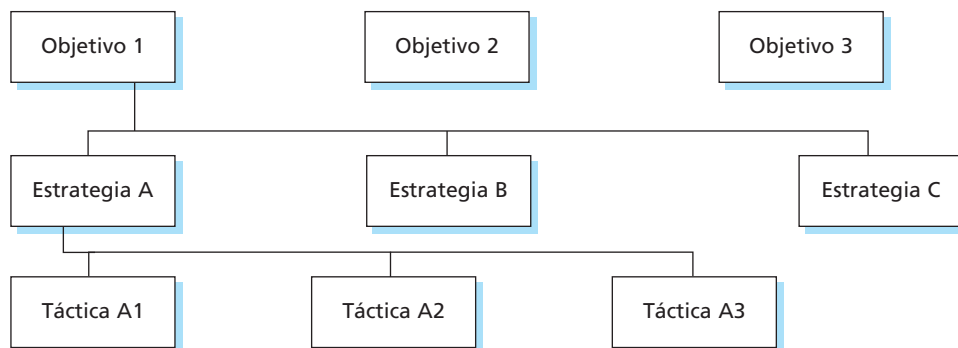 Objetivo 1
Objetivo 2
Objetivo 3
Estrategia A
Estrategia B
Estrategia C
Táctica A1
Táctica A2
Táctica A3